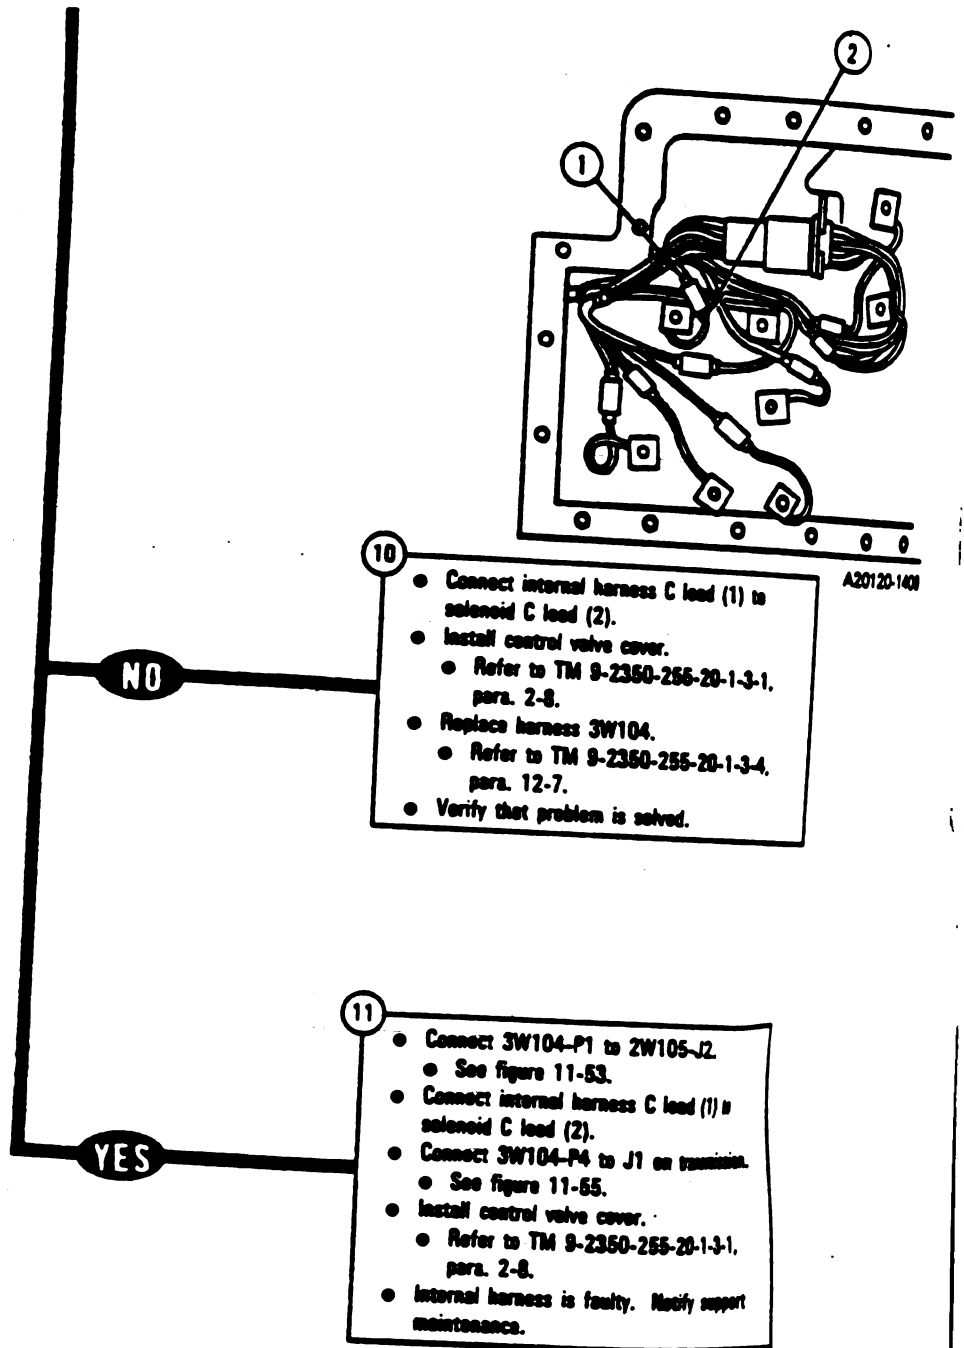 2
1
A20120-1408
10
● Connect internal harness C lead (1) to
solenoid C lead (2).
● Install control valve cover.
● Refer to TM 9-2350-255-20-1-3-1,
para. 2-8.
● Replace harness 3W104.
● Refer to TM 9-2350-255-20-1-3-4,
para. 12-7.
● Verify that problem is solved.
NO
11
● Connect 3W104-P1 to 2W105-J2.
● See figure 11-53.
● Connect internal harness C lead (1) to
solenoid C lead (2).
● Connect 3W104-P4 to J1 on transmission.
● See figure 11-55.
● Install control valve cover.
● Refer to TM 9-2350-255-20-1-3-1,
para. 2-8.
● Internal harness is faulty. Notify support
maintenance.
YES